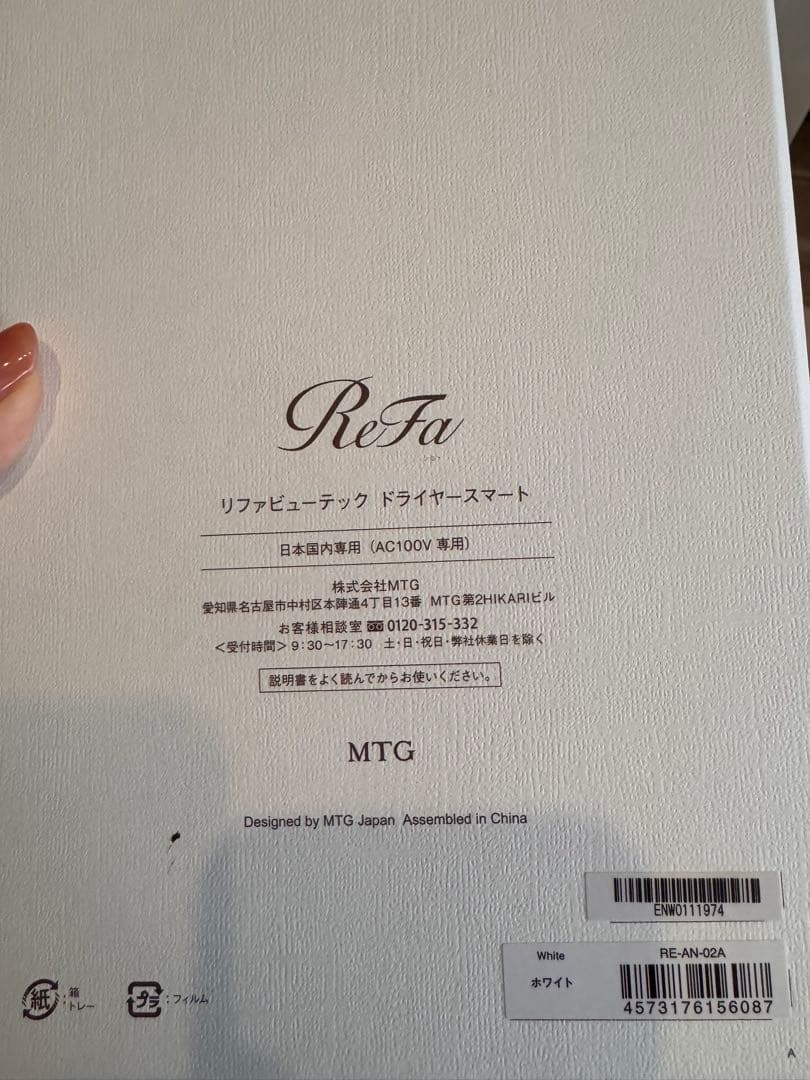 ReFa
リファビューテック ドライヤースマート
日本国内専用（AC100V 専用）
株式会社MTG
愛知県名古屋市中村区本陣通4丁目13番 MTG第2HIKARIビル
お客様相談室 0120-315-332
＜受付時間＞9：30〜17：30 土・日・祝日・弊社休業日を除く
説明書をよく読んでからお使いください。
MTG
Designed by MTG Japan Assembled in China
ENW0111974
White RE-AN-02A
ホワイト
4573176156087
紙：箱
トレー
プラ：フィルム
A